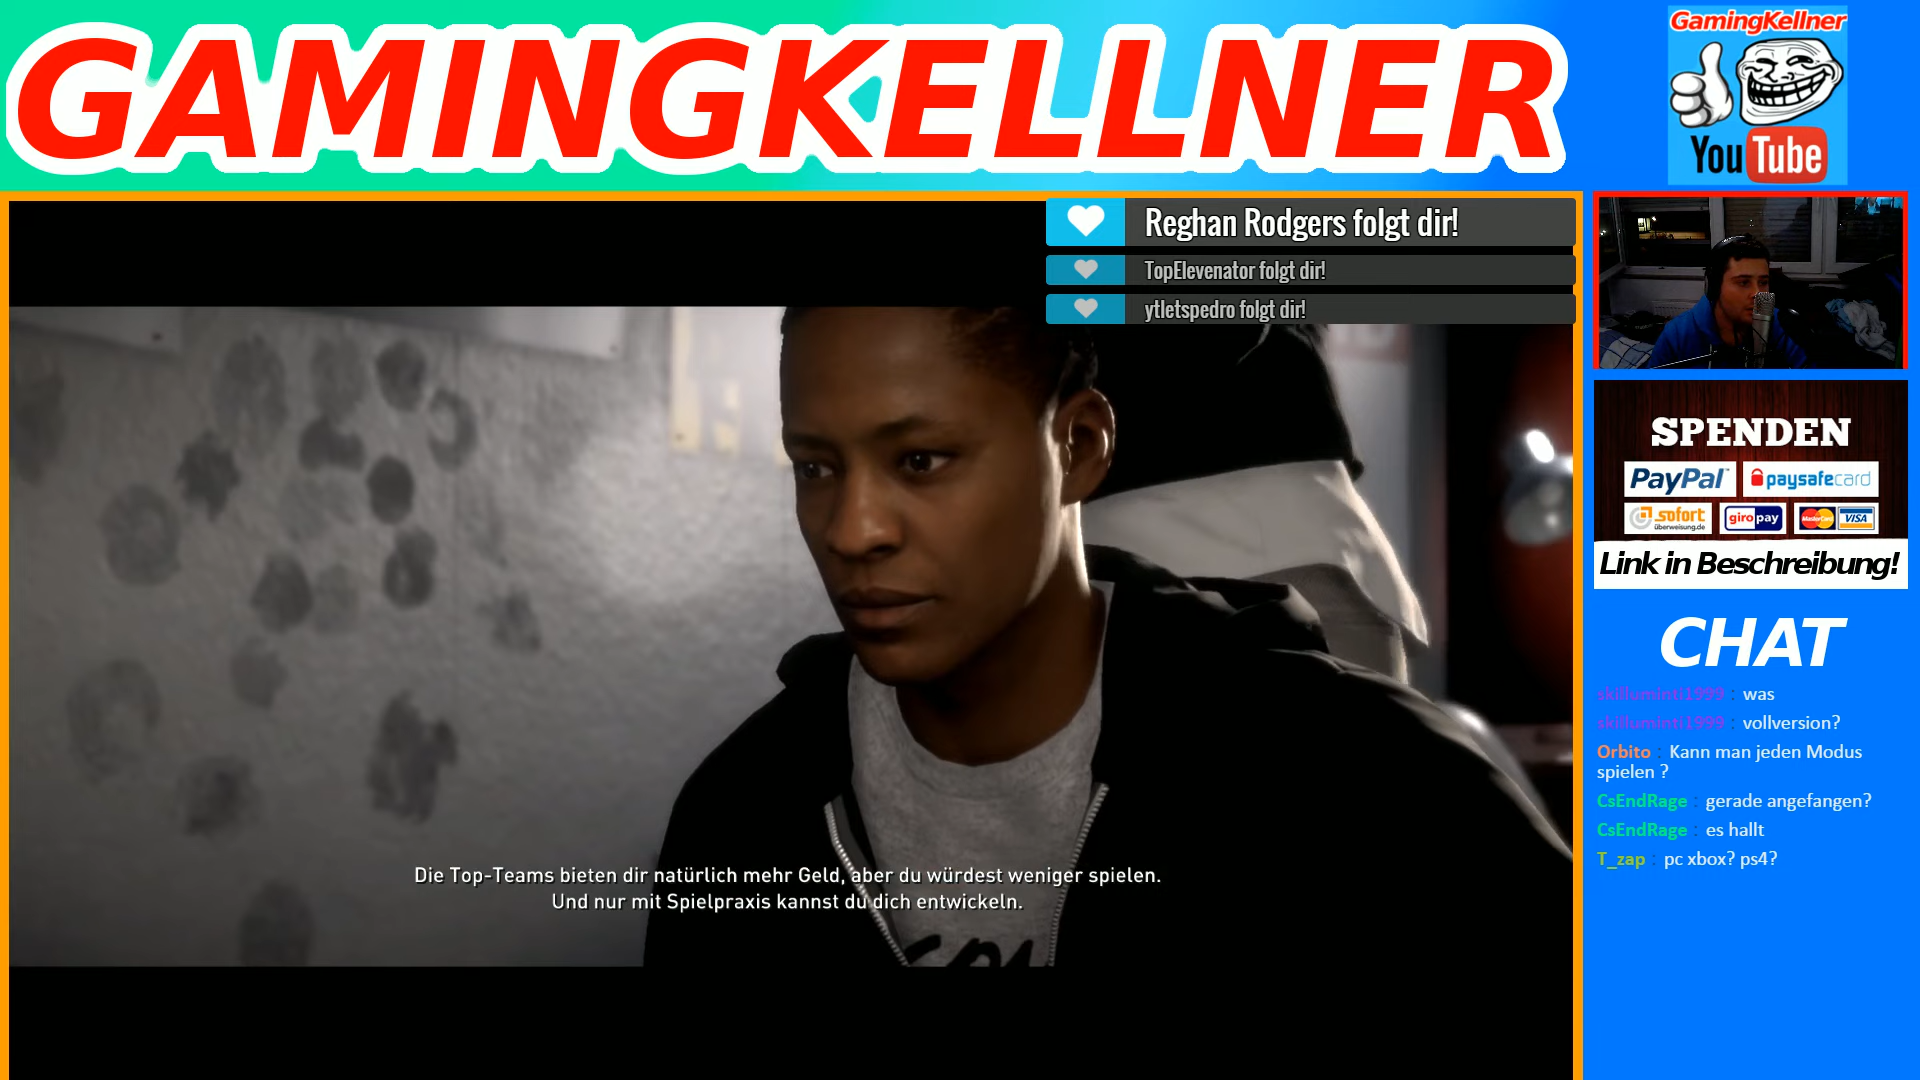 GAMINGKELLNER
GamingKellner
YouTube
Reghan Rodgers folgt dir!
TopElevenator folgt dir!
ytletspedro folgt dir!
SPENDEN
PayPal
paysafecard
sofort
überweisung.de
giropay
MasterCard
VISA
Link in Beschreibung!
CHAT
skilluminti1999 : was
skilluminti1999 : vollversion?
Orbito : Kann man jeden Modus
spielen ?
CsEndRage : gerade angefangen?
CsEndRage : es hallt
T_zap : pc xbox? ps4?
Die Top-Teams bieten dir natürlich mehr Geld, aber du würdest weniger spielen.
Und nur mit Spielpraxis kannst du dich entwickeln.